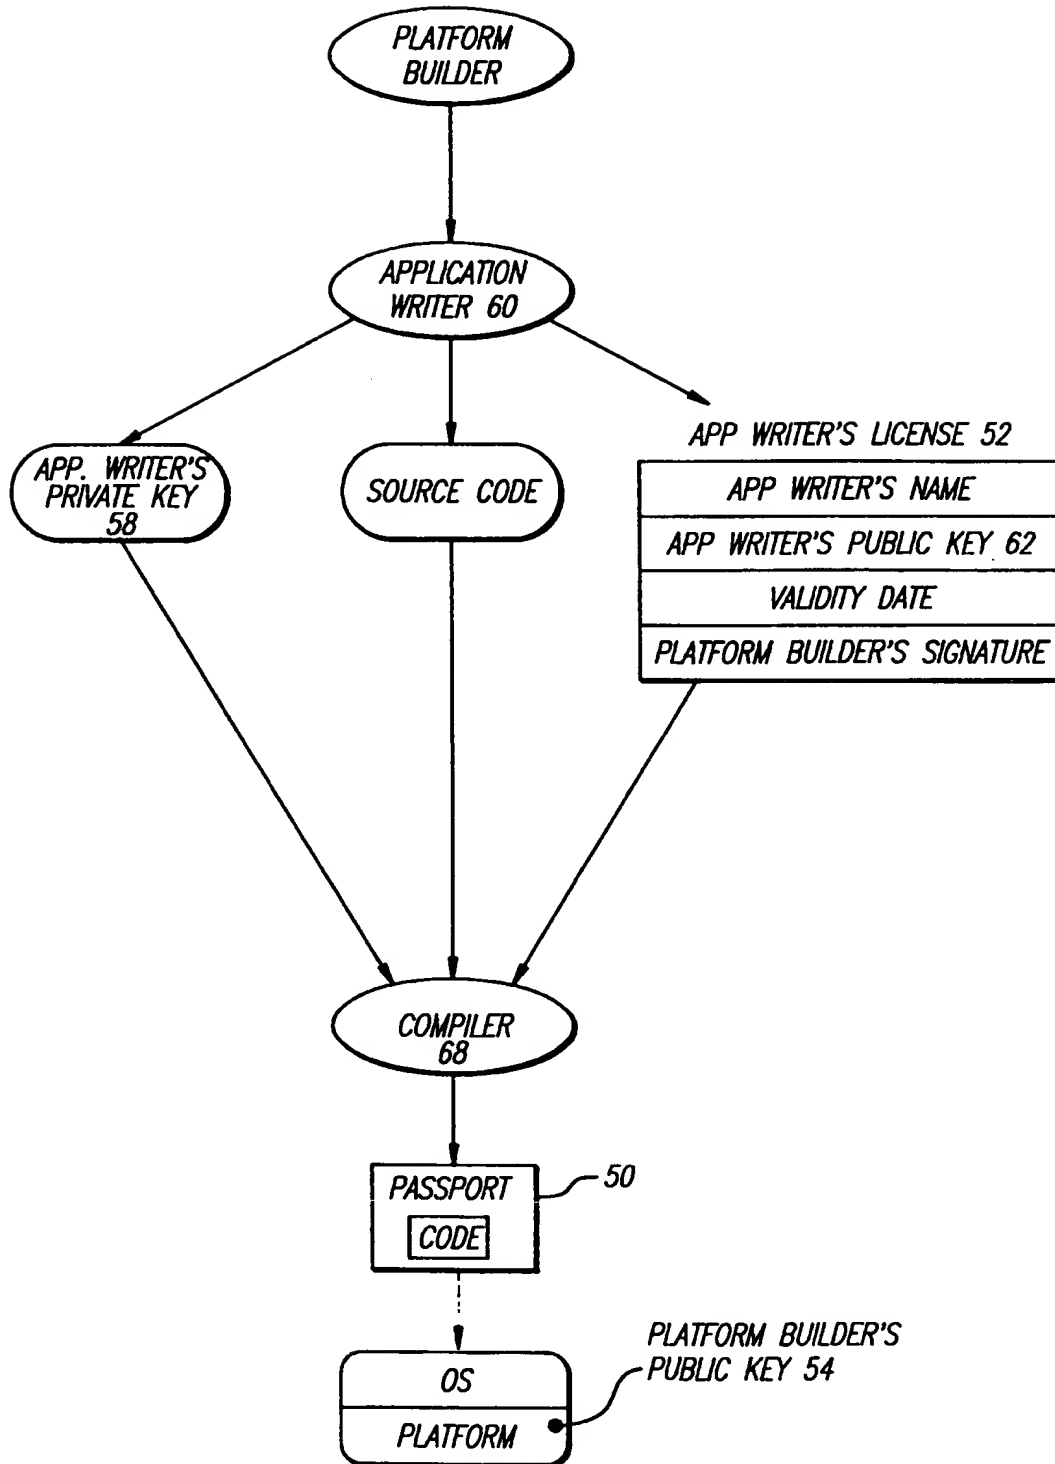 PLATFORM
BUILDER
APPLICATION
WRITER 60
APP WRITER'S LICENSE 52
APP. WRITER'S
PRIVATE KEY
58
SOURCE CODE
APP WRITER'S NAME
APP WRITER'S PUBLIC KEY 62
VALIDITY DATE
PLATFORM BUILDER'S SIGNATURE
COMPILER
68
PASSPORT
50
CODE
PLATFORM BUILDER'S
PUBLIC KEY 54
OS
PLATFORM